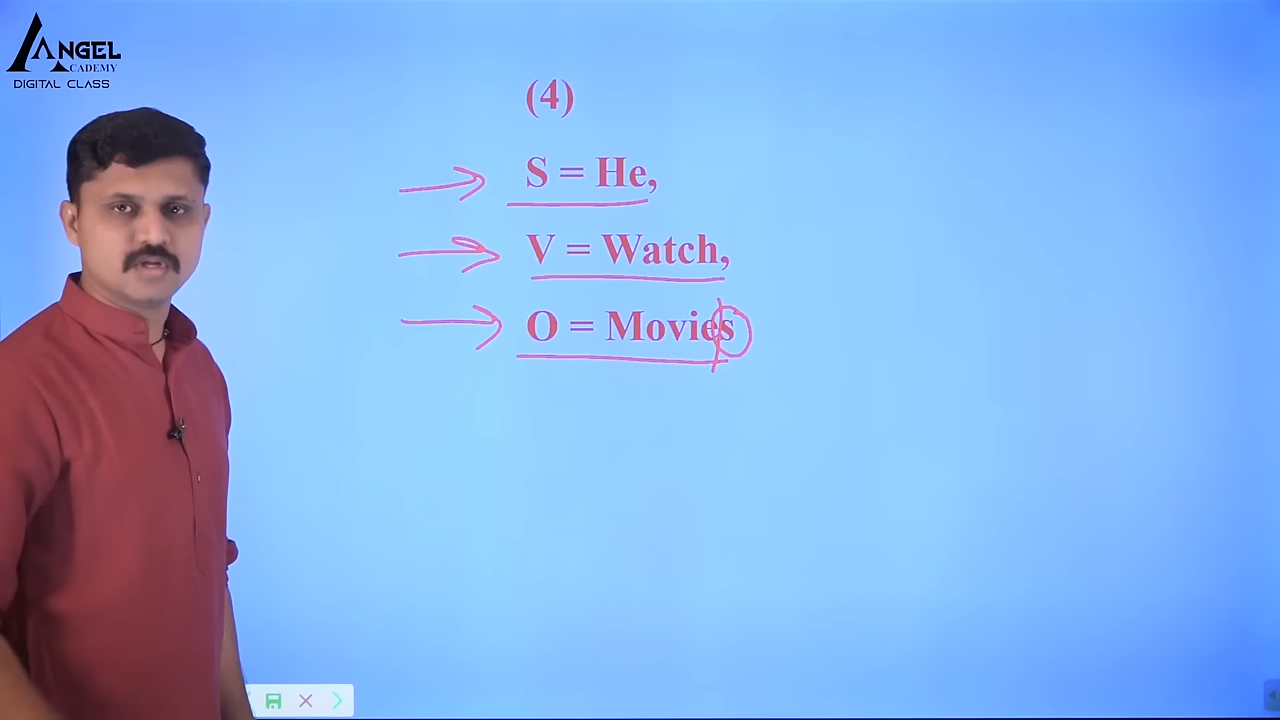 ANGEL
ACADEMY
DIGITAL CLASS
(4)
S = He,
V = Watch,
O = Movies